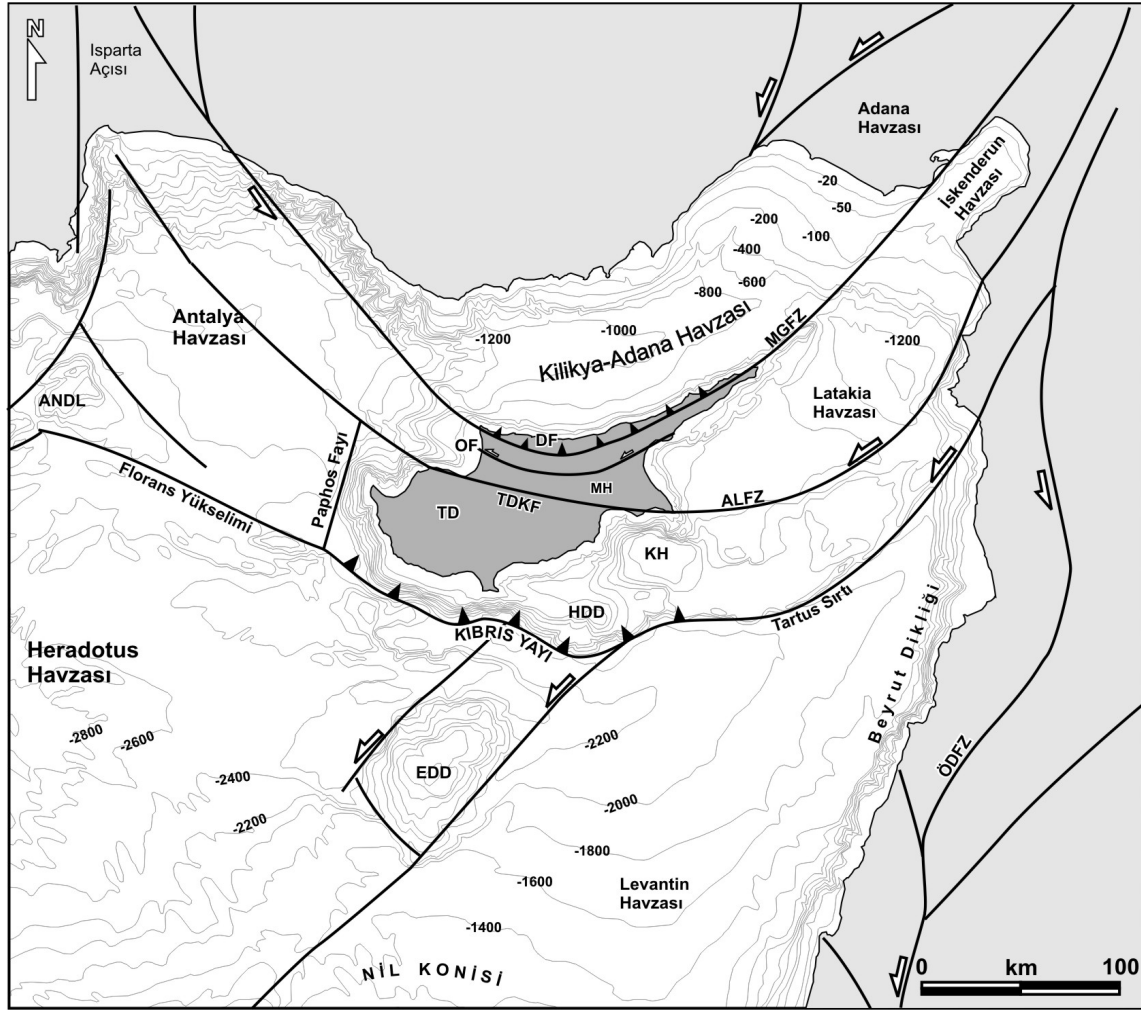 N
Isparta
Açısı
Adana
Havzası
İskenderun
Havzası
-20
-50
-200
-100
-400
-600
-800
-1000
-1200
Kilikya-Adana Havzası
MGFZ
-1200
Antalya
Havzası
Latakia
Havzası
ANDL
DF
OF
MH
Florans Yükselimi
Paphos Fayı
TD
TDKF
ALFZ
KH
HDD
KIBRIS YAYI
Tartus Sırtı
Beyrut Dikliği
Heradotus
Havzası
-2800
-2600
-2400
-2200
EDD
-2200
-2000
-1800
-1600
-1400
ÖDFZ
Levantin
Havzası
NİL KONİSİ
0 km 100